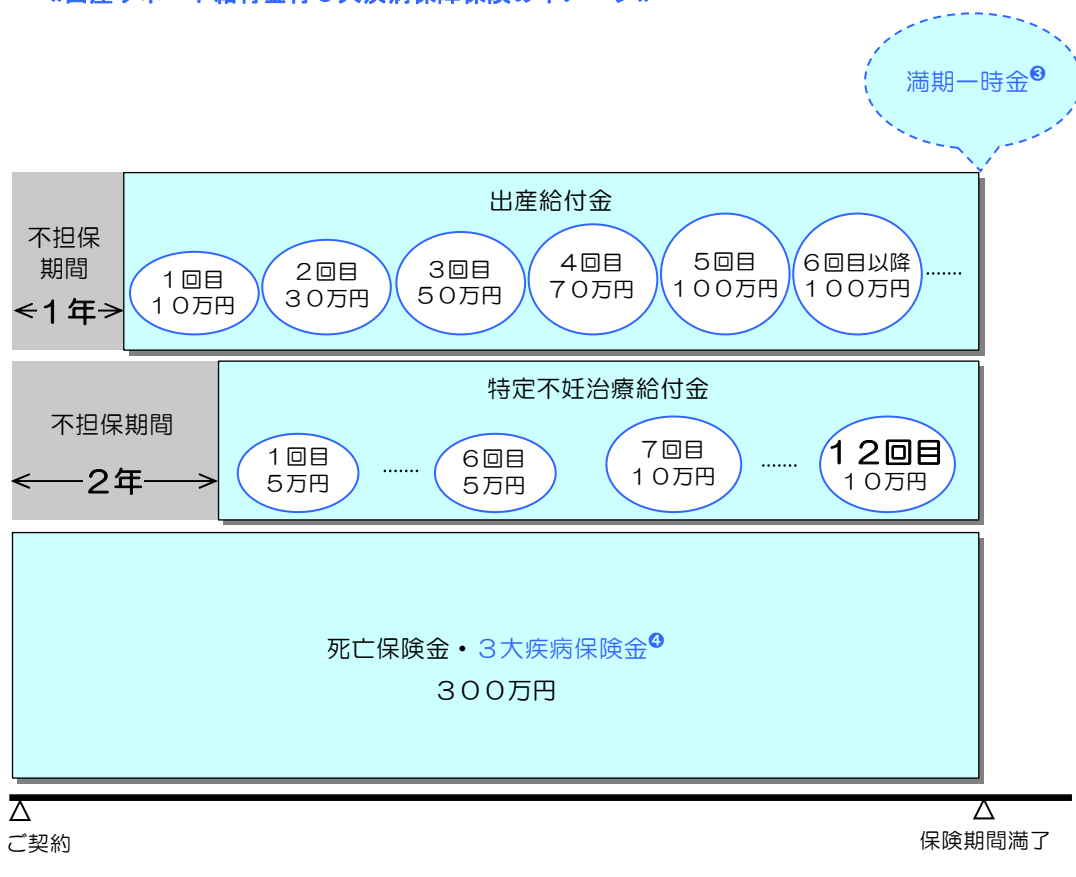 満期一時金❸
出産給付金
不担保
期間
1年
1回目
10万円
2回目
30万円
3回目
50万円
4回目
70万円
5回目
100万円
6回目以降
100万円
…….
特定不妊治療給付金
不担保期間
2年
1回目
5万円
…….
6回目
5万円
7回目
10万円
…….
12回目
10万円
死亡保険金・3大疾病保険金❹
300万円
ご契約
保険期間満了